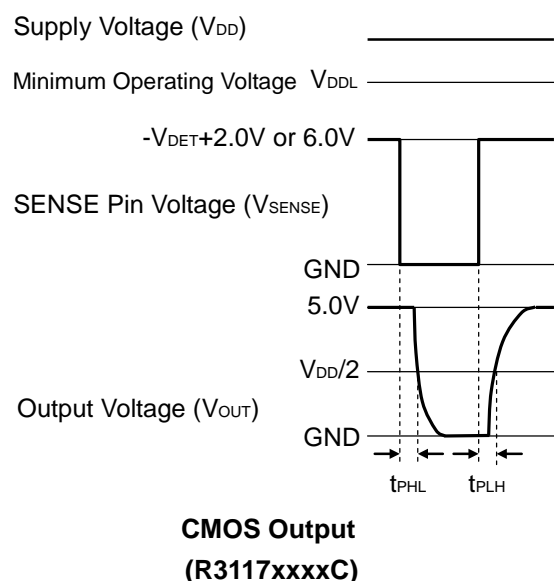 Supply Voltage (VDD)
Minimum Operating Voltage VDDL
-VDET+2.0V or 6.0V
SENSE Pin Voltage (VSENSE)
GND
5.0V
VDD/2
Output Voltage (VOUT)
GND
tPHL tPLH
CMOS Output
(R3117xxxxC)